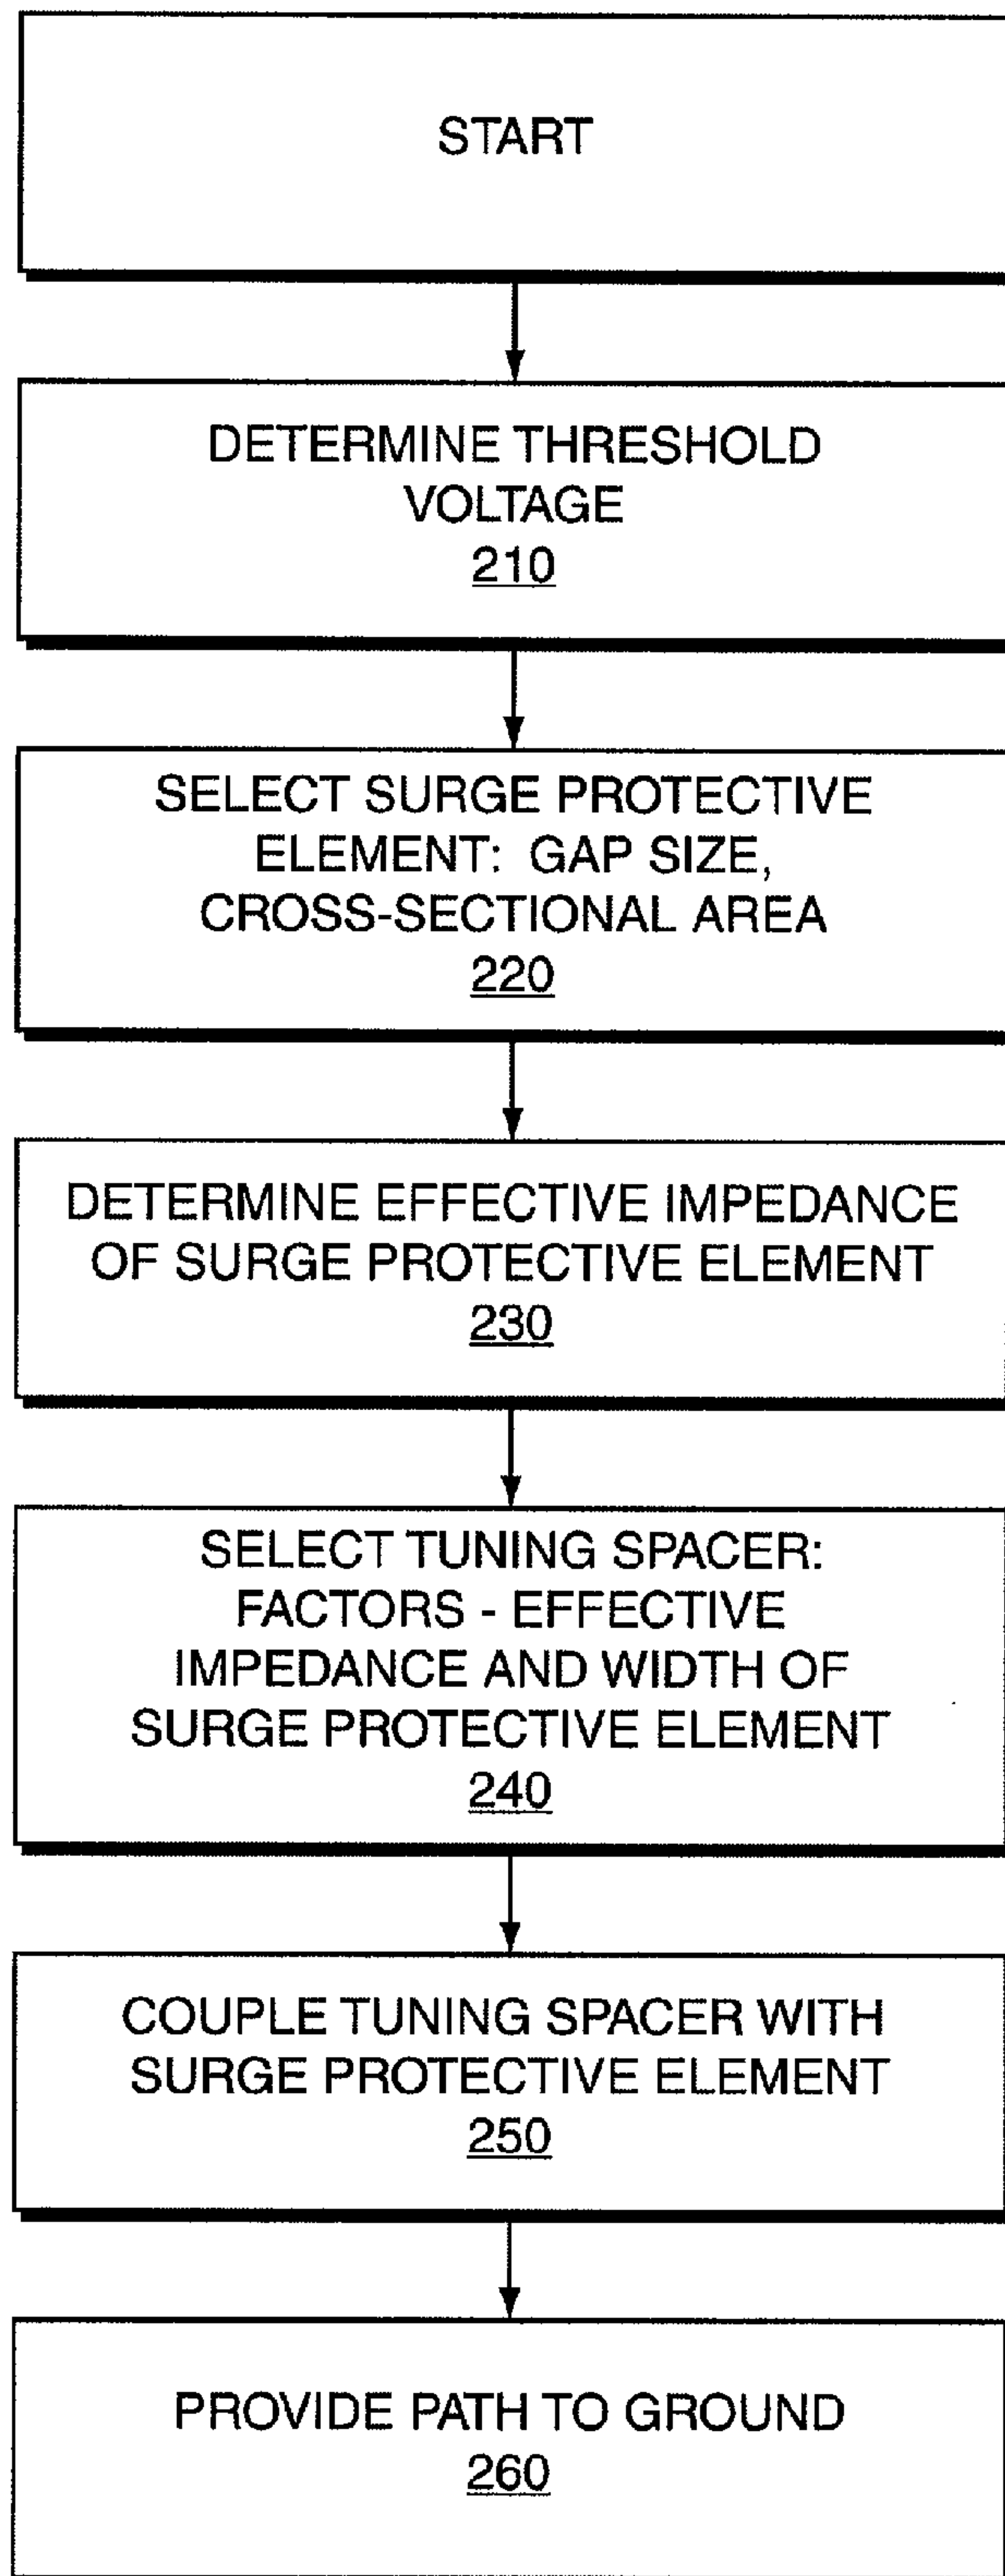 START
DETERMINE THRESHOLD
VOLTAGE
210
SELECT SURGE PROTECTIVE
ELEMENT: GAP SIZE,
CROSS-SECTIONAL AREA
220
DETERMINE EFFECTIVE IMPEDANCE
OF SURGE PROTECTIVE ELEMENT
230
SELECT TUNING SPACER:
FACTORS - EFFECTIVE
IMPEDANCE AND WIDTH OF
SURGE PROTECTIVE ELEMENT
240
COUPLE TUNING SPACER WITH
SURGE PROTECTIVE ELEMENT
250
PROVIDE PATH TO GROUND
260